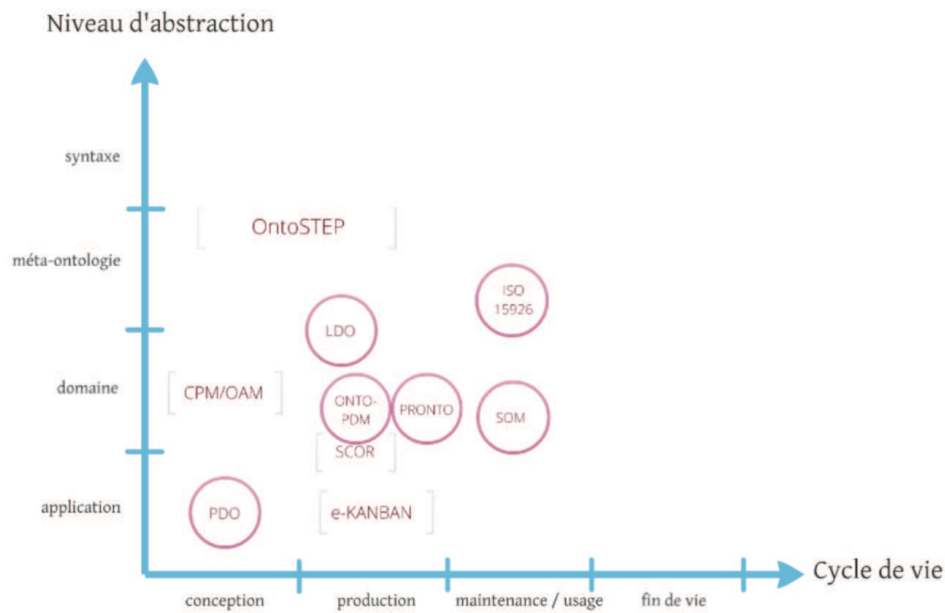 Niveau d'abstraction
syntaxe
OntoSTEP
méta-ontologie
ISO
15926
LDO
domaine
CPM/OAM
ONTO-
PDM
PRONTO
SOM
SCOR
application
PDO
e-KANBAN
Cycle de vie
conception
production
maintenance / usage
fin de vie